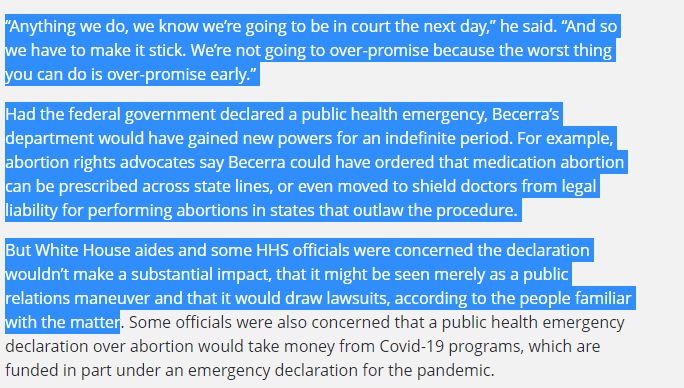 “Anything we do, we know we’re going to be in court the next day,” he said. “And so
we have to make it stick. We’re not going to over-promise because the worst thing
you can do is over-promise early.”
Had the federal government declared a public health emergency, Becerra’s
department would have gained new powers for an indefinite period. For example,
abortion rights advocates say Becerra could have ordered that medication abortion
can be prescribed across state lines, or even moved to shield doctors from legal
liability for performing abortions in states that outlaw the procedure.
But White House aides and some HHS officials were concerned the declaration
wouldn’t make a substantial impact, that it might be seen merely as a public
relations maneuver and that it would draw lawsuits, according to the people familiar
with the matter. Some officials were also concerned that a public health emergency
declaration over abortion would take money from Covid-19 programs, which are
funded in part under an emergency declaration for the pandemic.